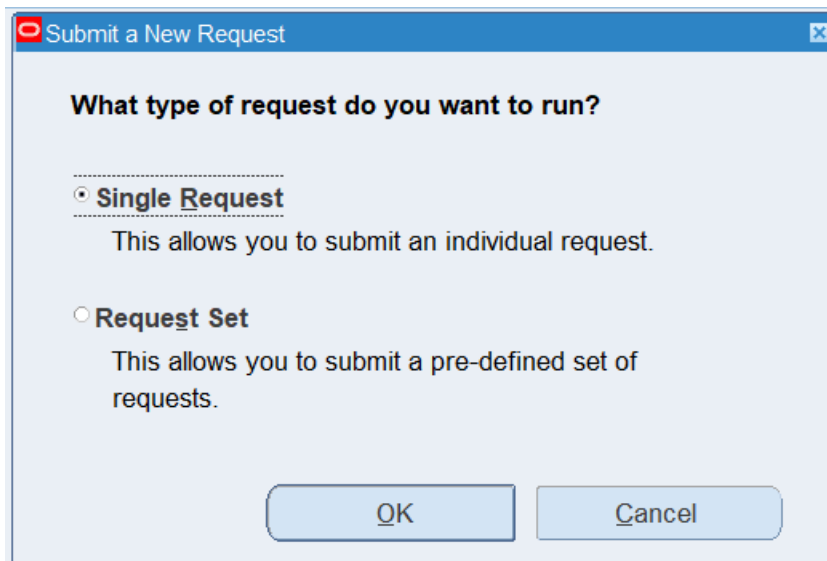 Submit a New Request
What type of request do you want to run?
Single Request
This allows you to submit an individual request.
Request Set
This allows you to submit a pre-defined set of
requests.
OK
Cancel